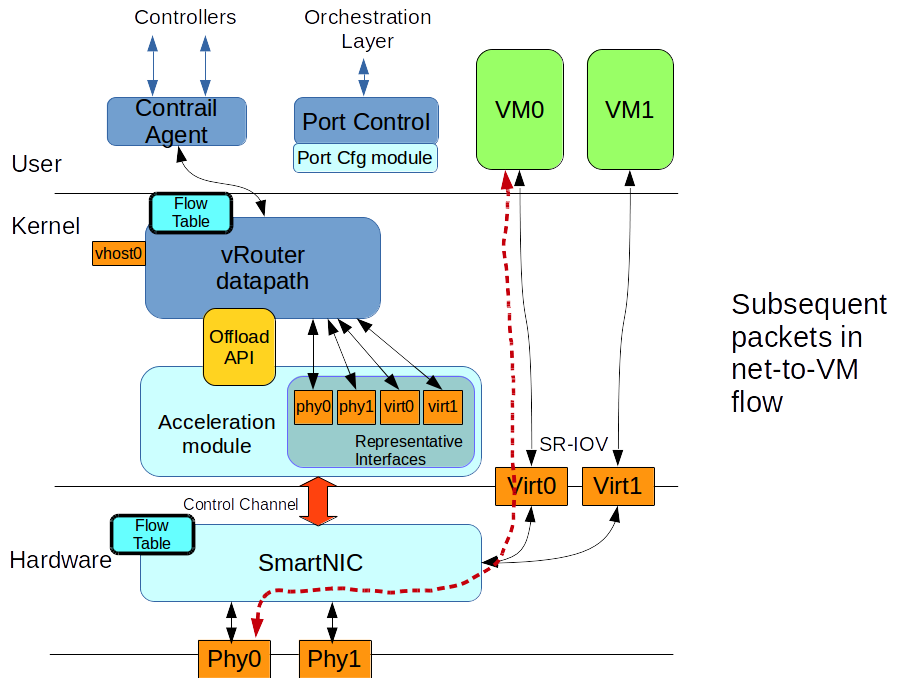 Controllers
Orchestration
Layer
Contrail
Agent
Port Control
Port Cfg module
VM0
VM1
User
Kernel
Flow
Table
vhost0
vRouter
datapath
Subsequent
packets in
net-to-VM
flow
Offload
API
phy0
phy1
virt0
virt1
Acceleration
module
Representative
Interfaces
SR-IOV
Virt0
Virt1
Control Channel
Flow
Table
Hardware
SmartNIC
Phy0
Phy1